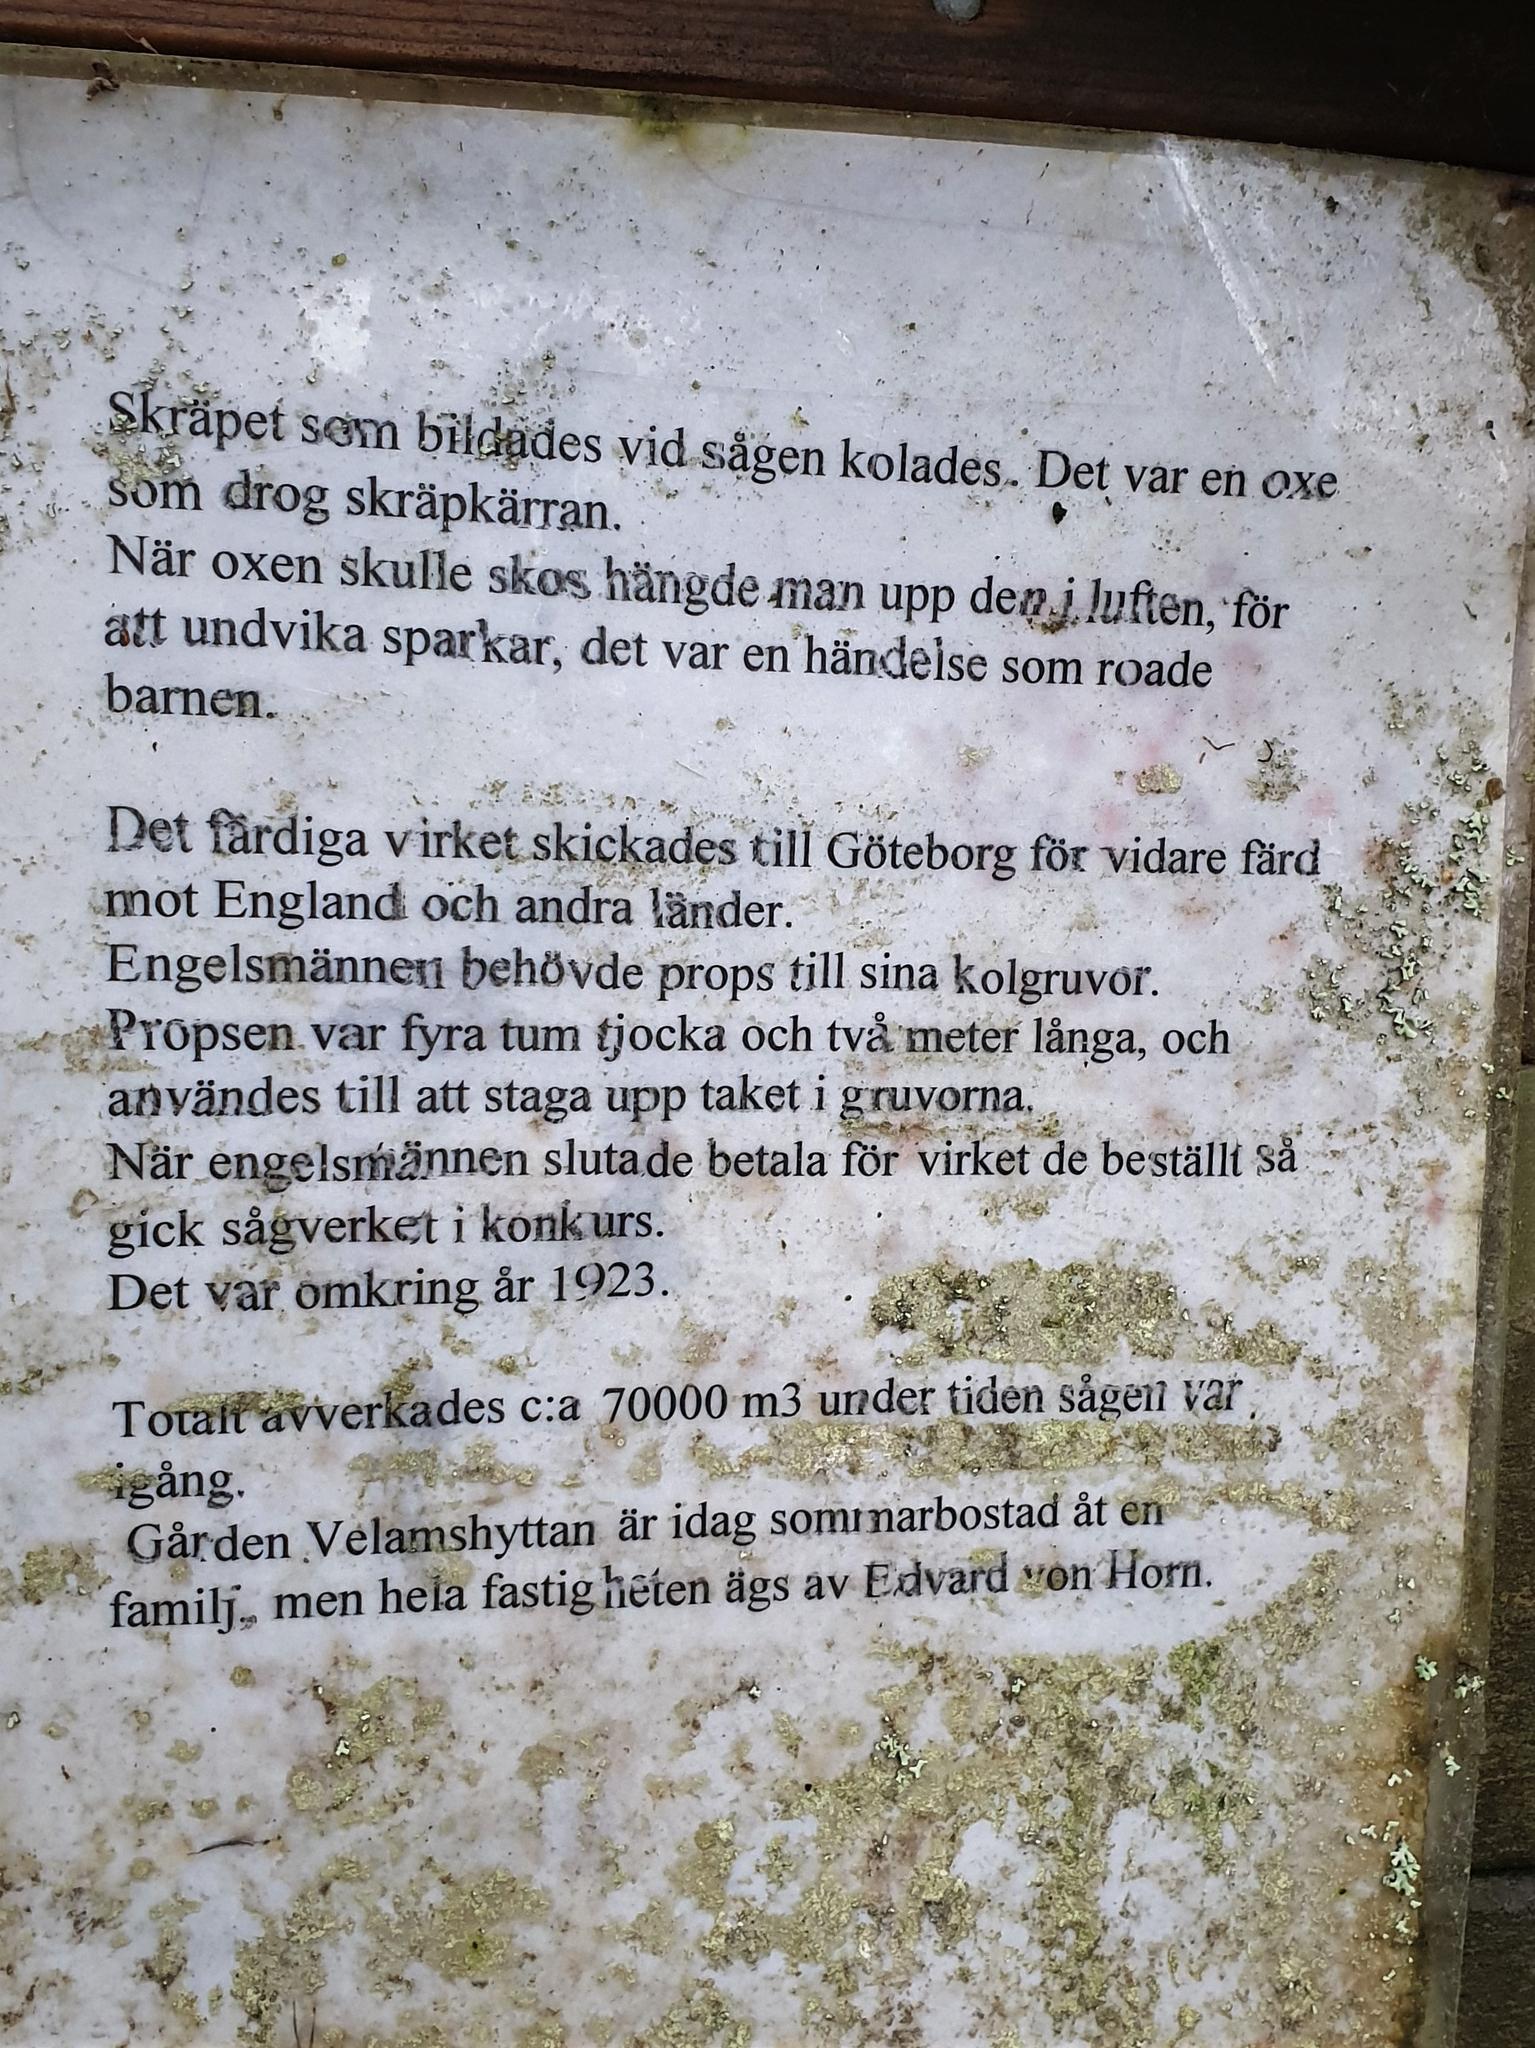 Skräpet som bildades vid sågen kolades. Det var en oxe
som drog skräpkärran.
När oxen skulle skos hängde man upp den i luften, för
att undvika sparkar, det var en händelse som roade
barnen.
Det färdiga virket skickades till Göteborg för vidare färd
mot England och andra länder.
Engelsmännen behövde props till sina kolgruvor.
Propsen var fyra tum tjocka och två meter långa, och
användes till att staga upp taket i gruvorna.
När engelsmännen slutade betala för virket de beställt så
gick sågverket i konkurs.
Det var omkring år 1923.
Totalt avverkades c:a 70000 m3 under tiden sågen var
igång.
Gården Velamshyttan är idag sommarbostad åt en
familj, men hela fastigheten ägs av Edvard von Horn.